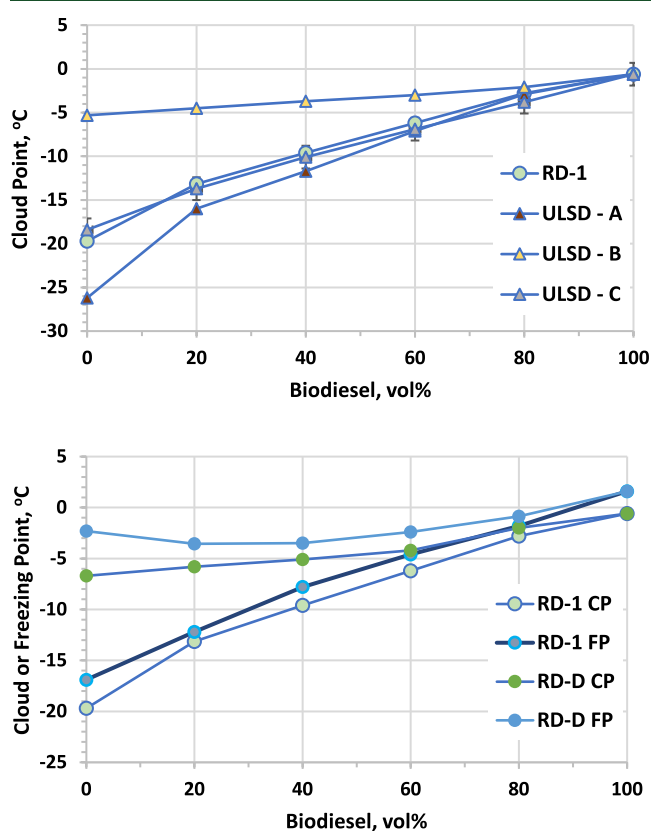 5
0
-5
-10
-15
-20
-25
-30
Cloud Point, ºC
RD-1
ULSD - A
ULSD - B
ULSD - C
0 20 40 60 80 100
Biodiesel, vol%
5
0
-5
-10
-15
-20
-25
Cloud or Freezing Point, ºC
RD-1 CP
RD-1 FP
RD-D CP
RD-D FP
0 20 40 60 80 100
Biodiesel, vol%